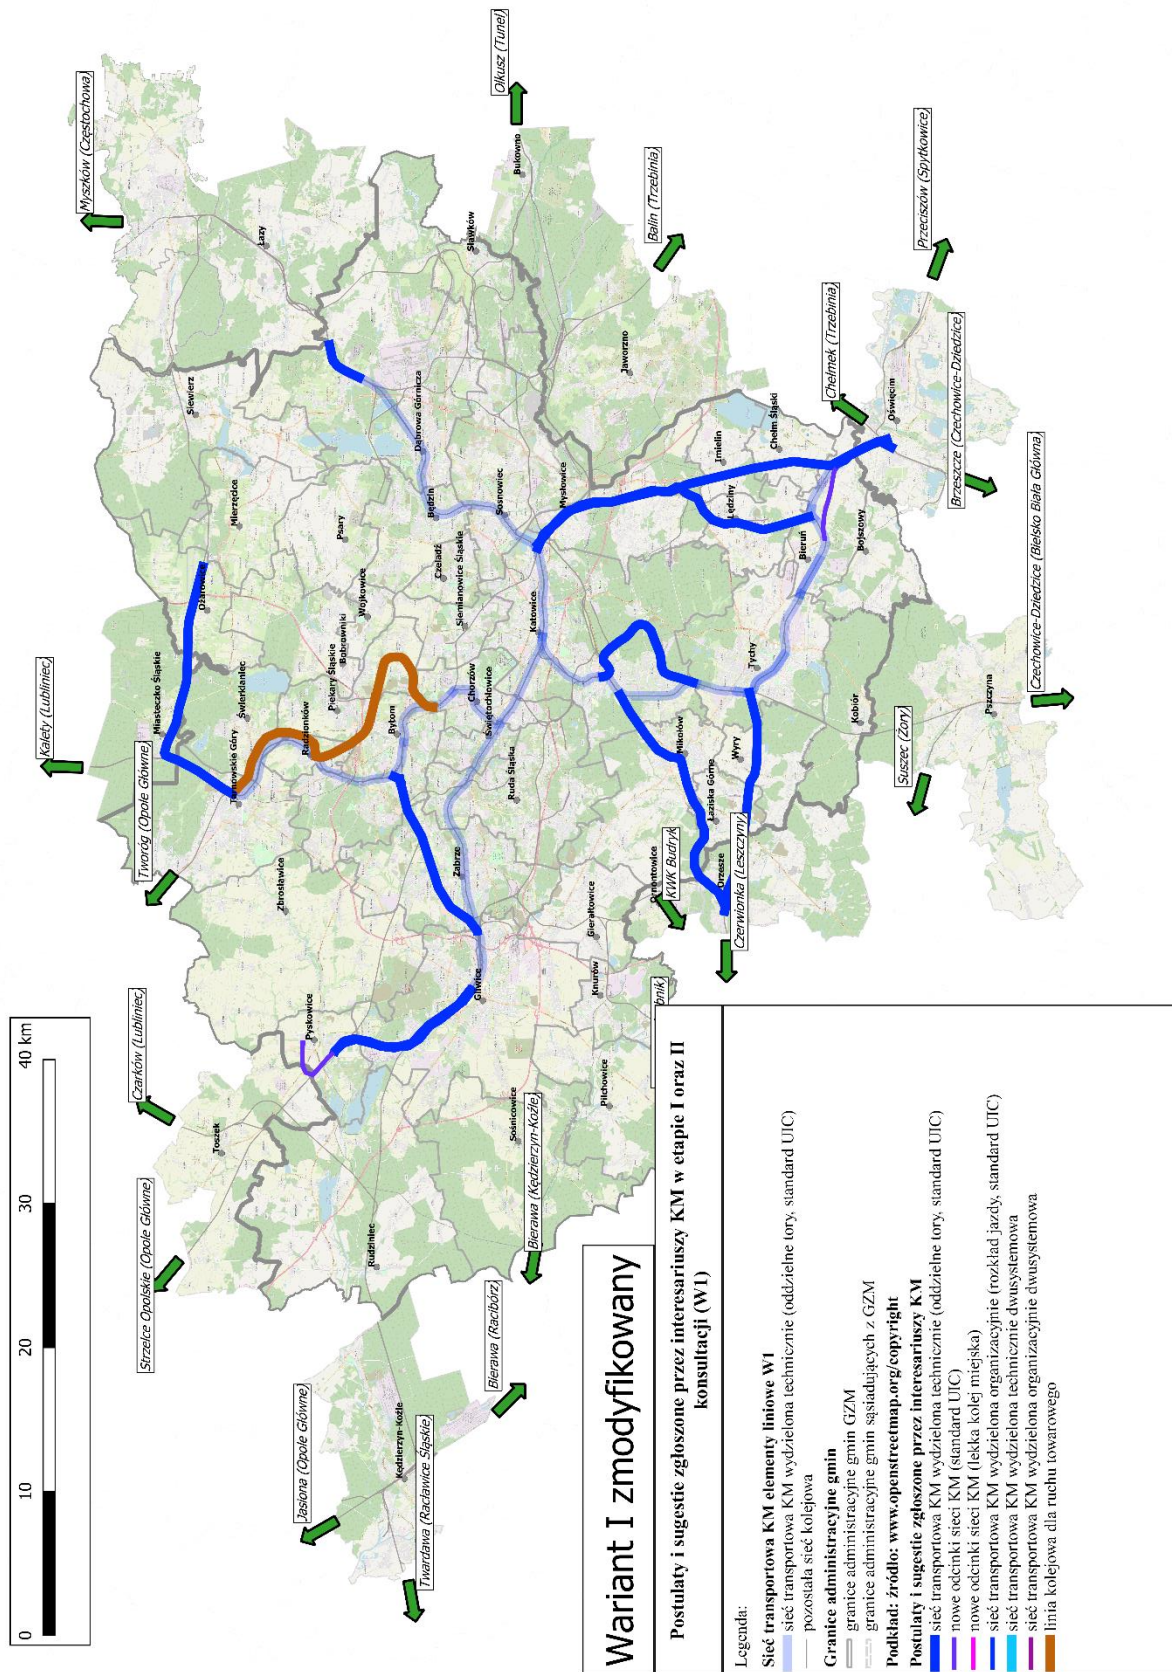 0 10 20 30 40 km
Myszków (Częstochowa)
Olkusz (Tunel)
Kalety (Lubliniec)
Tworóg (Opole Główne)
Czarków (Lubliniec)
Strzelce Opolskie (Opole Główne)
Jasiona (Opole Główne)
Twardawa (Racławice Śląskie)
Bierawa (Racibórz)
Bierawa (Kędzierzyn-Koźle)
Balin (Trzebinia)
Przeciszów (Spytkowice)
Chełmek (Trzebinia)
Brzeszcze (Czechowice-Dziedzice)
Czechowice-Dziedzice (Bielsko Biała Główna)
Suszec (Żory)
KWK Budryk
Czerwionka (Leszczyny)
bnik)
Łazy
Bukowno
Sławków
Siewierz
Mierzęcice
Ożarowice
Miasteczko Śląskie
Świerklaniec
Tarnowskie Góry
Radzionków
Piekary Śląskie
Bobrowniki
Wojkowice
Psary
Dąbrowa Górnicza
Będzin
Czeladź
Siemianowice Śląskie
Sosnowiec
Bytom
Chorzów
Świętochłowice
Katowice
Mysłowice
Jaworzno
Ruda Śląska
Zabrze
Zbrosławice
Pyskowice
Toszek
Gliwice
Rudziniec
Kędzierzyn-Koźle
Sośnicowice
Pilchowice
Knurów
Gierałtowice
Ornontowice
Orzesze
Łaziska Górne
Mikołów
Wyry
Tychy
Kobiór
Pszczyna
Lędziny
Imielin
Chełm Śląski
Bieruń
Bojszowy
Oświęcim
Wariant I zmodyfikowany
Postulaty i sugestie zgłoszone przez interesariuszy KM w etapie I oraz II
konsultacji (W1)
Legenda:
Sieć transportowa KM elementy liniowe W1
sieć transportowa KM wydzielona technicznie (oddzielne tory, standard UIC)
pozostała sieć kolejowa
Granice administracyjne gmin
granice administracyjne gmin GZM
granice administracyjne gmin sąsiadujących z GZM
Podkład: źródło: www.openstreetmap.org/copyright
Postulaty i sugestie zgłoszone przez interesariuszy KM
sieć transportowa KM wydzielona technicznie (oddzielne tory, standard UIC)
nowe odcinki sieci KM (standard UIC)
nowe odcinki sieci KM (lekka kolej miejska)
sieć transportowa KM wydzielona organizacyjnie (rozkład jazdy, standard UIC)
sieć transportowa KM wydzielona technicznie dwusystemowa
sieć transportowa KM wydzielona organizacyjnie dwusystemowa
linia kolejowa dla ruchu towarowego